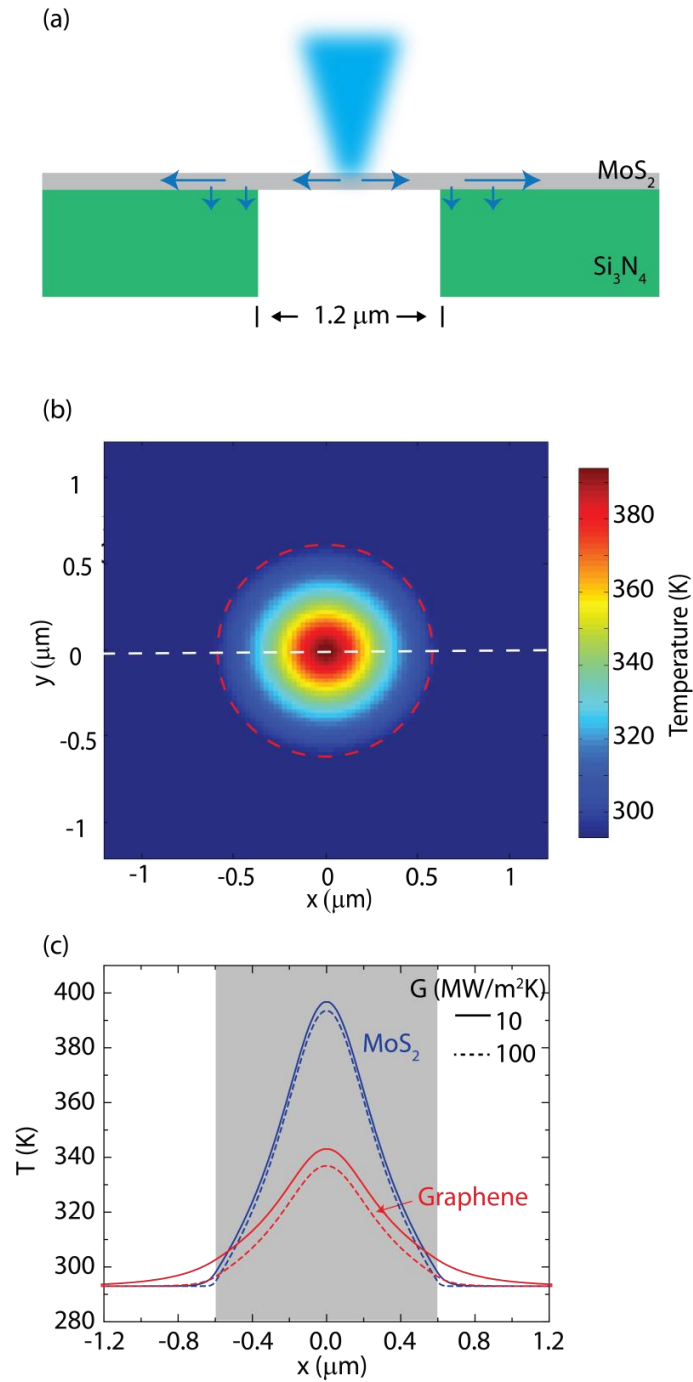 (a)
MoS₂
Si₃N₄
1.2 μm
(b)
1
0.5
0
-0.5
-1
y (μm)
-1 -0.5 0 0.5 1
x (μm)
380
360
340
320
300
Temperature (K)
(c)
400
380
360
340
320
300
280
T (K)
G (MW/m²K)
10
100
MoS₂
Graphene
-1.2 -0.8 -0.4 0.0 0.4 0.8 1.2
x (μm)